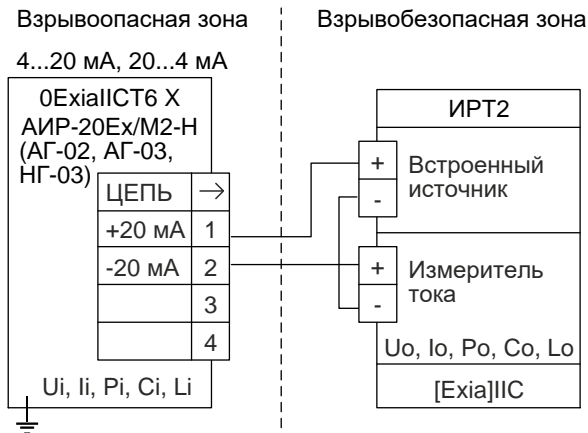 Взрывоопасная зона
Взрывобезопасная зона
4...20 мА, 20...4 мА
0ExiaIICT6 X
АИР-20Ех/М2-Н
(АГ-02, АГ-03,
НГ-03)
ЦЕПЬ →
+20 мА 1
-20 мА 2
3
4
Ui, Ii, Pi, Ci, Li
ИРТ2
+
-
Встроенный
источник
+
-
Измеритель
тока
Uo, Io, Po, Co, Lo
[Exia]IIC